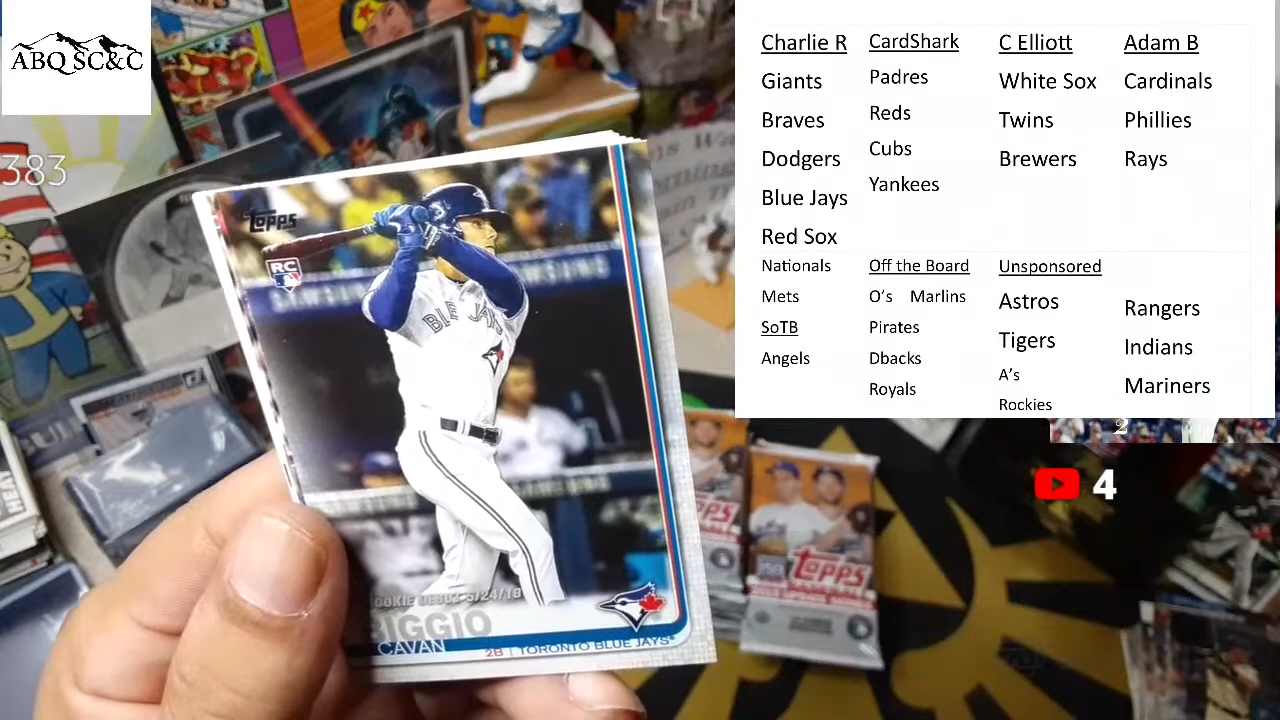 ABQ SC&C
383
Charlie R
Giants
Braves
Dodgers
Blue Jays
Red Sox
Nationals
Mets
SoTB
Angels
CardShark
Padres
Reds
Cubs
Yankees
Off the Board
O's Marlins
Pirates
Dbacks
Royals
C Elliott
White Sox
Twins
Brewers
Unsponsored
Astros
Tigers
A's
Rockies
Adam B
Cardinals
Phillies
Rays
Rangers
Indians
Mariners
2
4
Topps
RC
BLUE JAYS
ROOKIE DEBUT 5/24/19
BIGGIO
CAVAN
2B | TORONTO BLUE JAYS
TOPPS